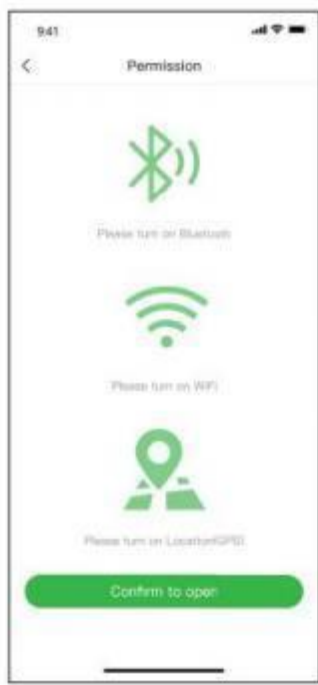 9:41
Permission
Please turn on Bluetooth
Please turn on WiFi
Please turn on Location(GPS)
Confirm to open